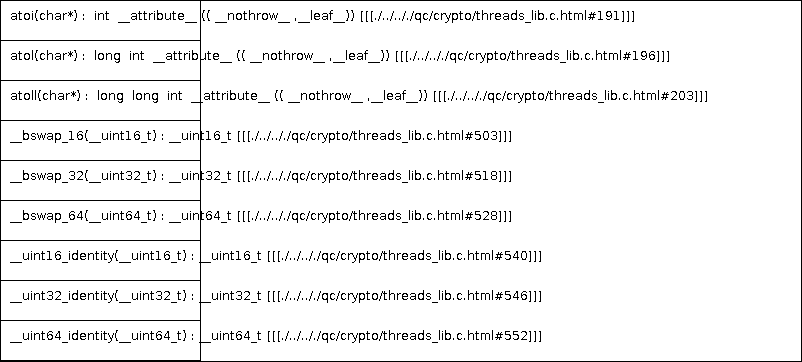 atoi(char*) : int __attribute__ (( __nothrow__ ,__leaf__)) [[[./../../qc/crypto/threads_lib.c.html#191]]]
atol(char*) : long int __attribute__ (( __nothrow__ ,__leaf__)) [[[./../../qc/crypto/threads_lib.c.html#196]]]
atoll(char*) : long long int __attribute__ (( __nothrow__ ,__leaf__)) [[[./../../qc/crypto/threads_lib.c.html#203]]]
__bswap_16(__uint16_t) : __uint16_t [[[./../../qc/crypto/threads_lib.c.html#503]]]
__bswap_32(__uint32_t) : __uint32_t [[[./../../qc/crypto/threads_lib.c.html#518]]]
__bswap_64(__uint64_t) : __uint64_t [[[./../../qc/crypto/threads_lib.c.html#528]]]
__uint16_identity(__uint16_t) : __uint16_t [[[./../../qc/crypto/threads_lib.c.html#540]]]
__uint32_identity(__uint32_t) : __uint32_t [[[./../../qc/crypto/threads_lib.c.html#546]]]
__uint64_identity(__uint64_t) : __uint64_t [[[./../../qc/crypto/threads_lib.c.html#552]]]